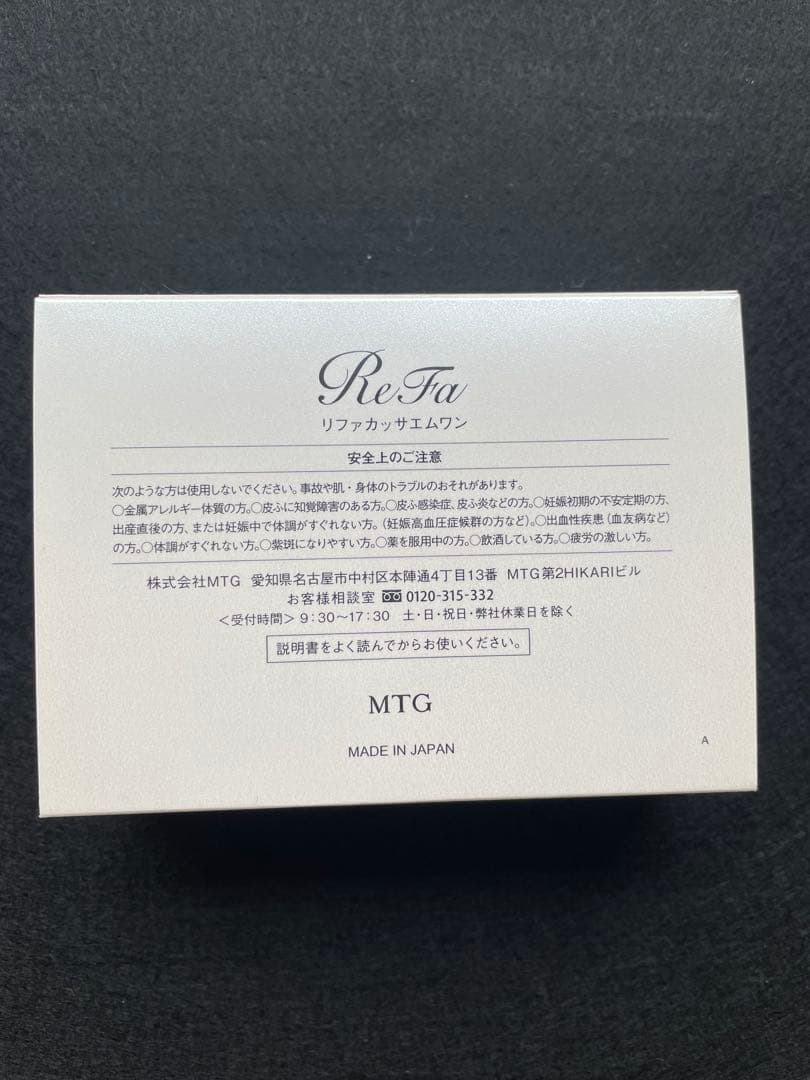 ReFa
リファカッサエムワン
安全上のご注意
次のような方は使用しないでください。事故や肌・身体のトラブルのおそれがあります。
○金属アレルギー体質の方。○皮ふに知覚障害のある方。○皮ふ感染症、皮ふ炎などの方。○妊娠初期の不安定期の方、
出産直後の方、または妊娠中で体調がすぐれない方。（妊娠高血圧症候群の方など）。○出血性疾患（血友病など）
の方。○体調がすぐれない方。○紫斑になりやすい方。○薬を服用中の方。○飲酒している方。○疲労の激しい方。
株式会社MTG 愛知県名古屋市中村区本陣通4丁目13番 MTG第2HIKARIビル
お客様相談室 0120-315-332
＜受付時間＞9：30〜17：30 土・日・祝日・弊社休業日を除く
説明書をよく読んでからお使いください。
MTG
MADE IN JAPAN
A